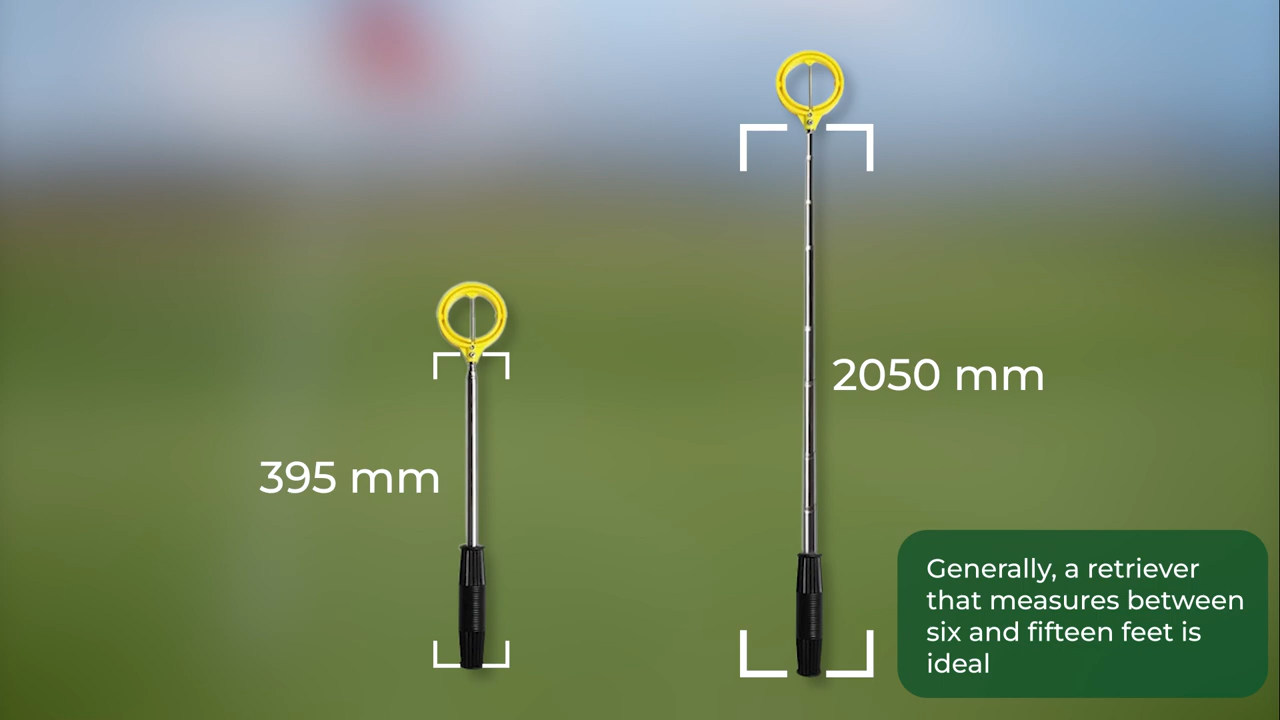 2050 mm
395 mm
Generally, a retriever
that measures between
six and fifteen feet is
ideal